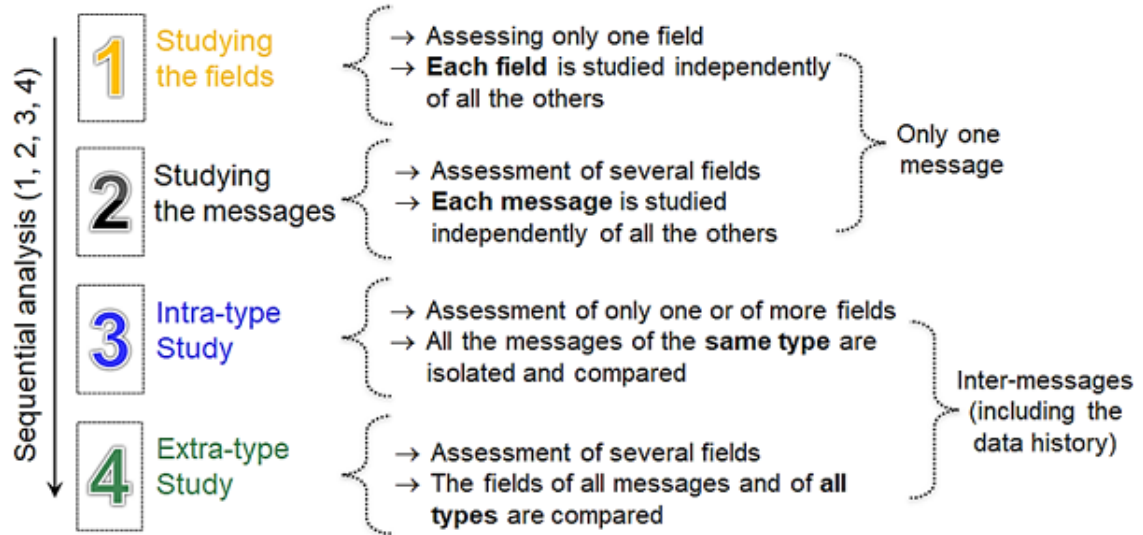 Sequential analysis (1, 2, 3, 4)
1
Studying
the fields
→ Assessing only one field
→ Each field is studied independently
of all the others
2
Studying
the messages
→ Assessment of several fields
→ Each message is studied
independently of all the others
Only one
message
3
Intra-type
Study
→ Assessment of only one or of more fields
→ All the messages of the same type are
isolated and compared
4
Extra-type
Study
→ Assessment of several fields
→ The fields of all messages and of all
types are compared
Inter-messages
(including the
data history)